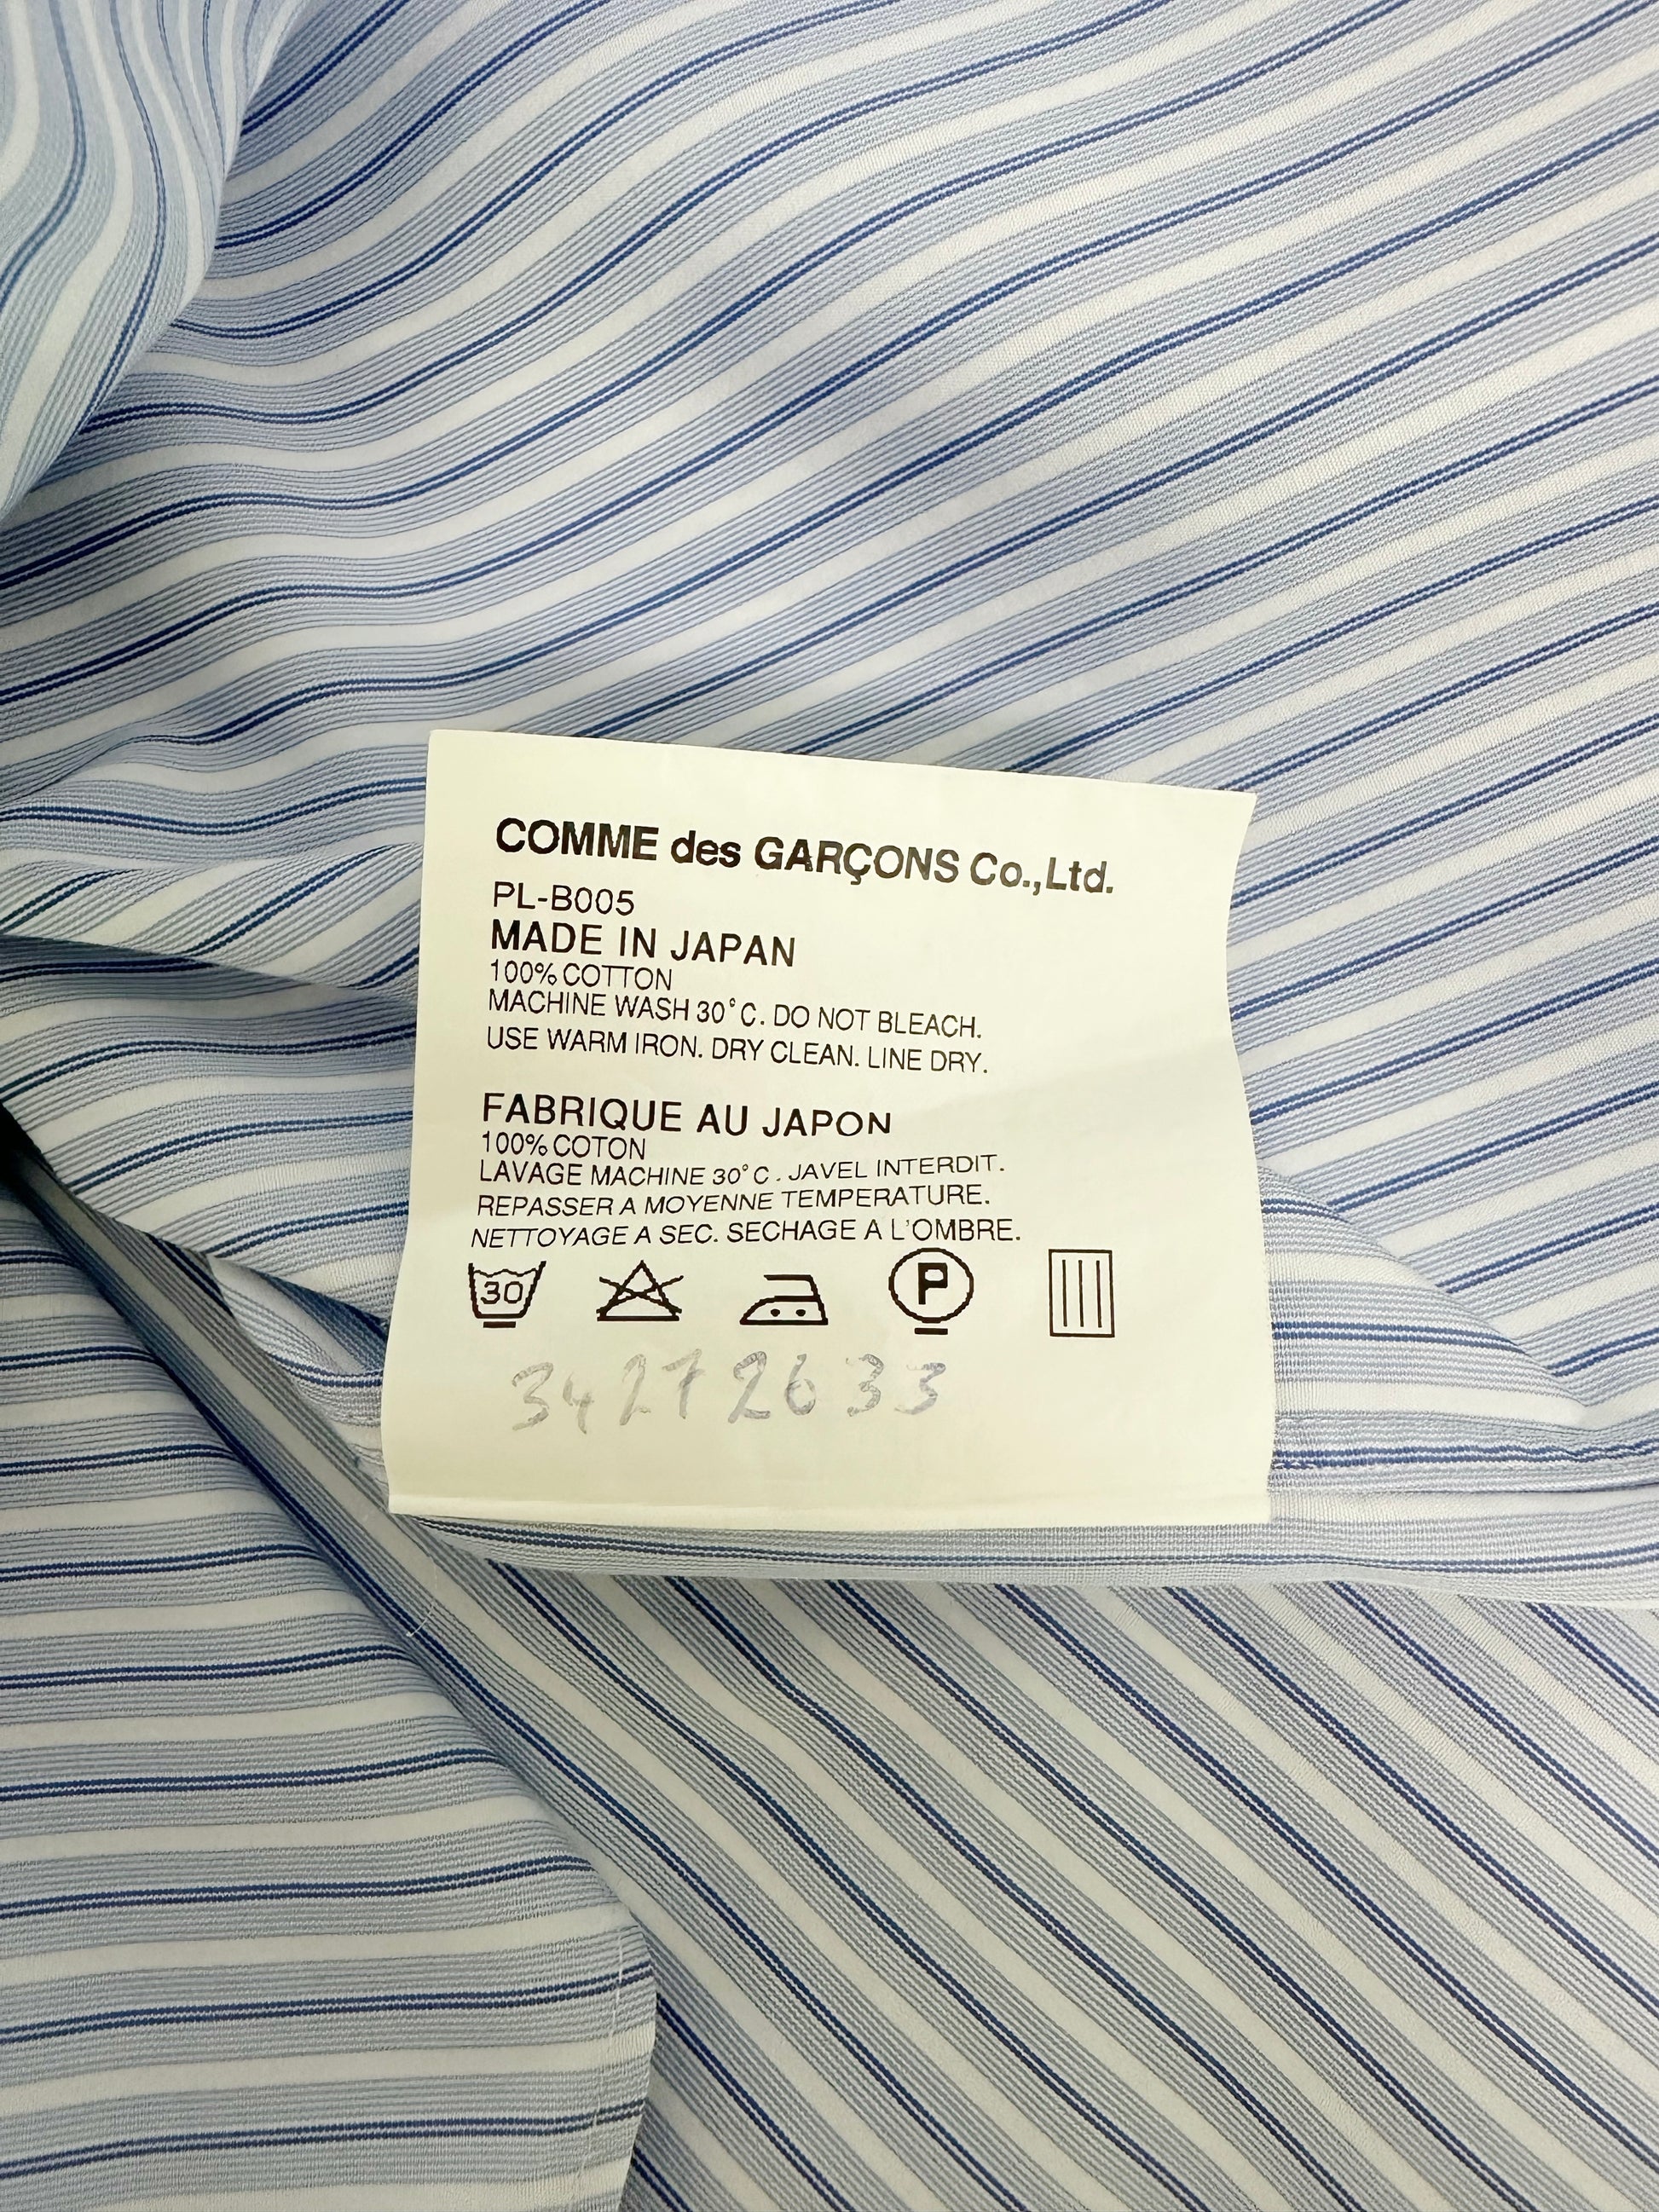 COMME des GARÇONS Co.,Ltd.
PL-B005
MADE IN JAPAN
100% COTTON
MACHINE WASH 30°C. DO NOT BLEACH.
USE WARM IRON. DRY CLEAN. LINE DRY.
FABRIQUE AU JAPON
100% COTON
LAVAGE MACHINE 30°C. JAVEL INTERDIT.
REPASSER A MOYENNE TEMPERATURE.
NETTOYAGE A SEC. SECHAGE A L'OMBRE.
30 P
34272633